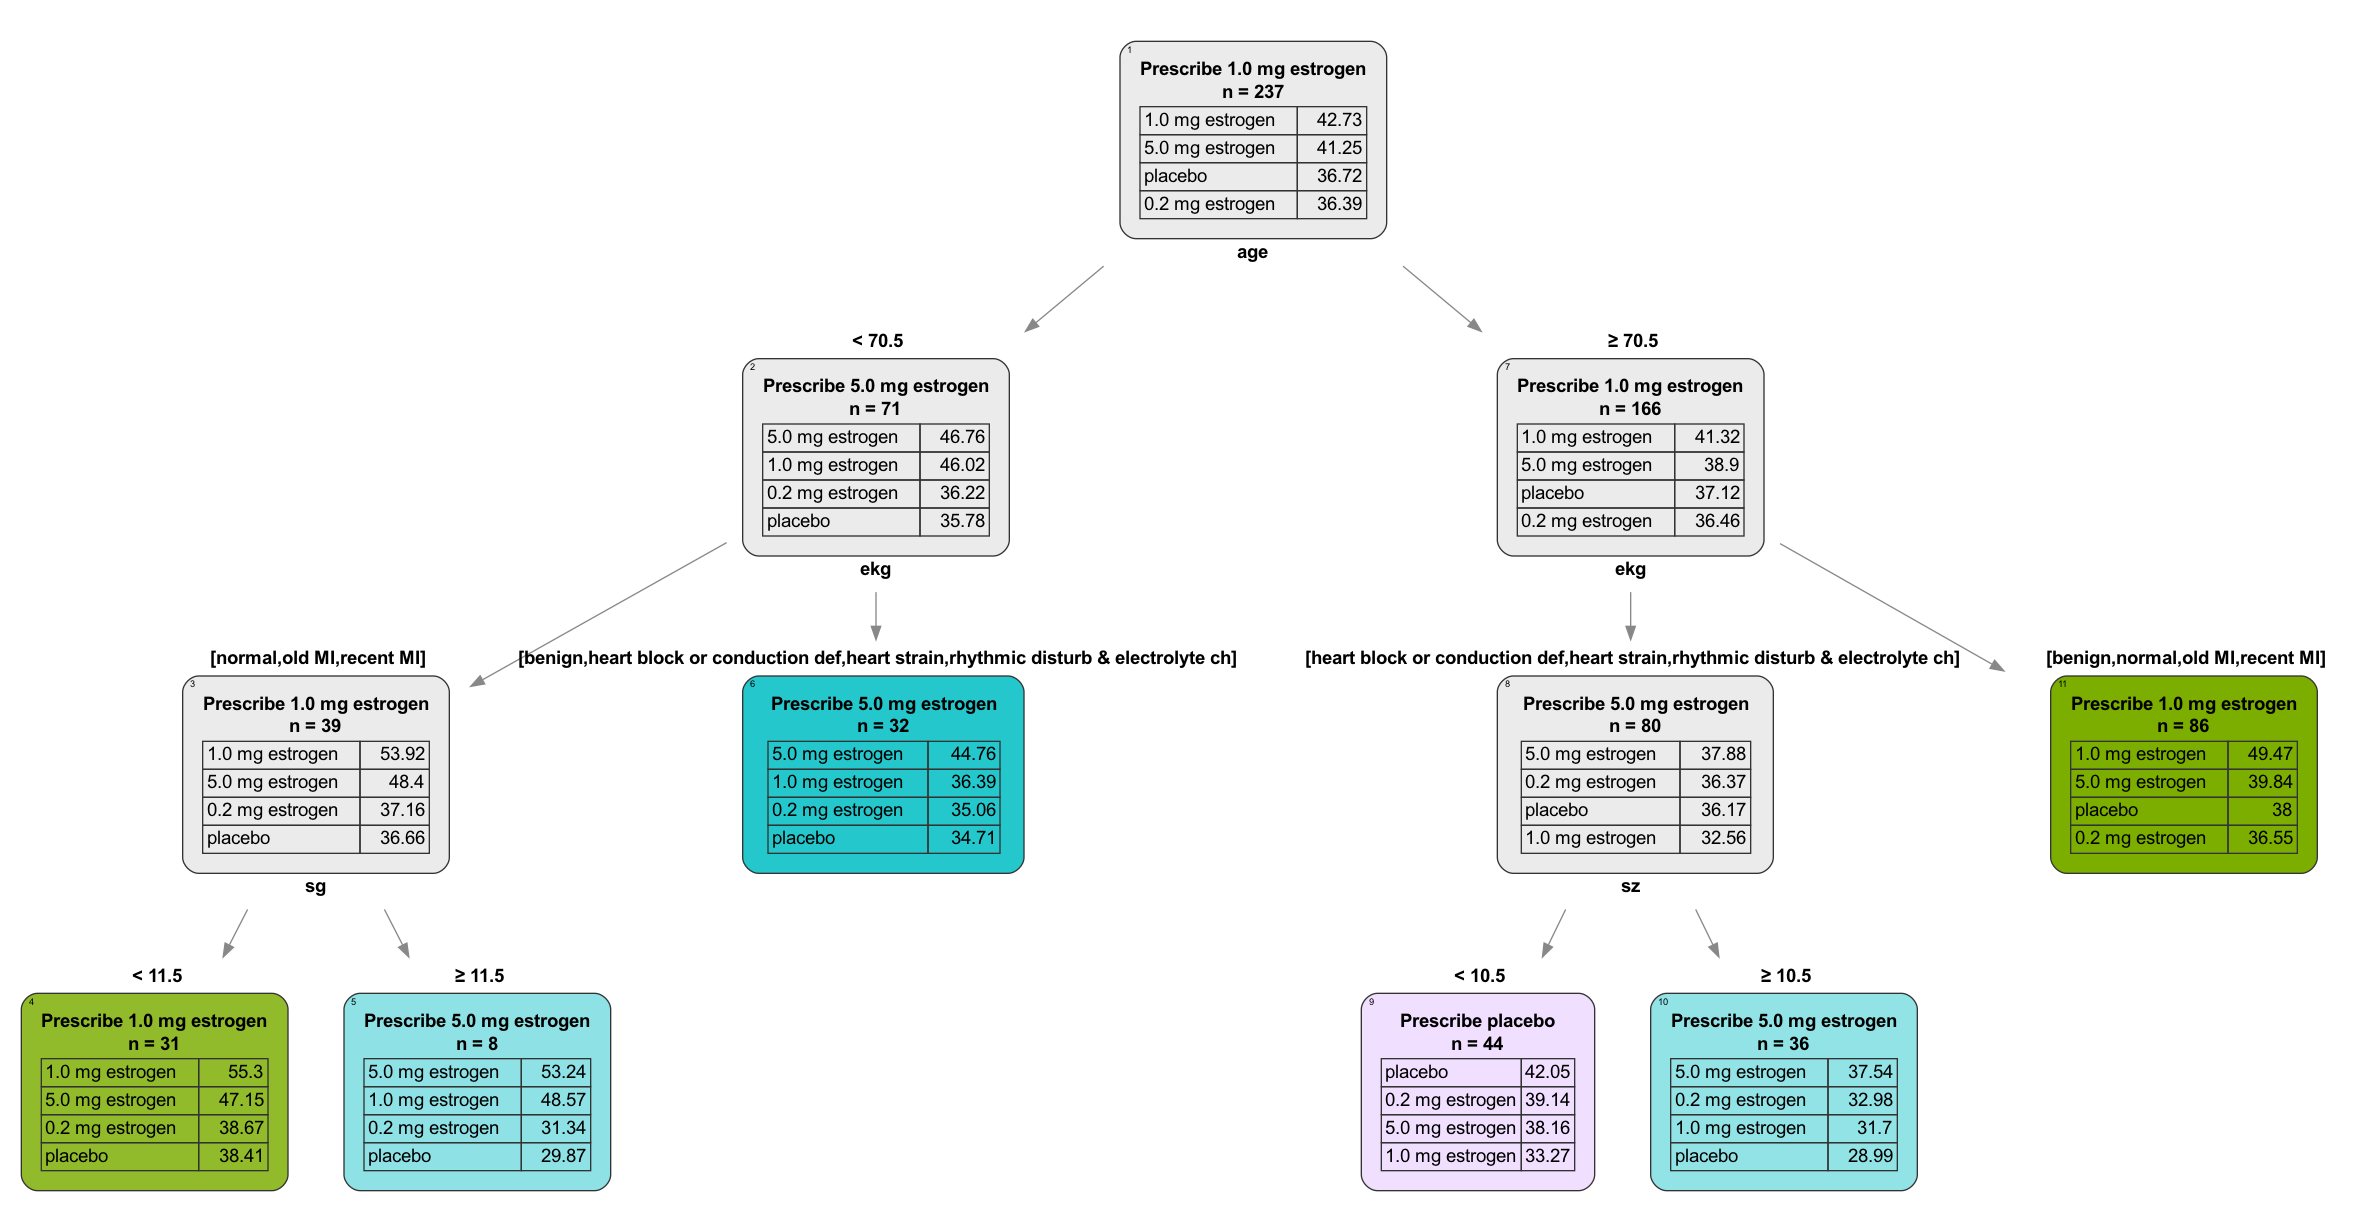 1
Prescribe 1.0 mg estrogen
n = 237
1.0 mg estrogen 42.73
5.0 mg estrogen 41.25
placebo 36.72
0.2 mg estrogen 36.39
age
< 70.5
2
Prescribe 5.0 mg estrogen
n = 71
5.0 mg estrogen 46.76
1.0 mg estrogen 46.02
0.2 mg estrogen 36.22
placebo 35.78
ekg
≥ 70.5
7
Prescribe 1.0 mg estrogen
n = 166
1.0 mg estrogen 41.32
5.0 mg estrogen 38.9
placebo 37.12
0.2 mg estrogen 36.46
ekg
[normal,old MI,recent MI]
3
Prescribe 1.0 mg estrogen
n = 39
1.0 mg estrogen 53.92
5.0 mg estrogen 48.4
0.2 mg estrogen 37.16
placebo 36.66
sg
[benign,heart block or conduction def,heart strain,rhythmic disturb & electrolyte ch]
6
Prescribe 5.0 mg estrogen
n = 32
5.0 mg estrogen 44.76
1.0 mg estrogen 36.39
0.2 mg estrogen 35.06
placebo 34.71
[heart block or conduction def,heart strain,rhythmic disturb & electrolyte ch]
8
Prescribe 5.0 mg estrogen
n = 80
5.0 mg estrogen 37.88
0.2 mg estrogen 36.37
placebo 36.17
1.0 mg estrogen 32.56
sz
[benign,normal,old MI,recent MI]
11
Prescribe 1.0 mg estrogen
n = 86
1.0 mg estrogen 49.47
5.0 mg estrogen 39.84
placebo 38
0.2 mg estrogen 36.55
< 11.5
4
Prescribe 1.0 mg estrogen
n = 31
1.0 mg estrogen 55.3
5.0 mg estrogen 47.15
0.2 mg estrogen 38.67
placebo 38.41
≥ 11.5
5
Prescribe 5.0 mg estrogen
n = 8
5.0 mg estrogen 53.24
1.0 mg estrogen 48.57
0.2 mg estrogen 31.34
placebo 29.87
< 10.5
9
Prescribe placebo
n = 44
placebo 42.05
0.2 mg estrogen 39.14
5.0 mg estrogen 38.16
1.0 mg estrogen 33.27
≥ 10.5
10
Prescribe 5.0 mg estrogen
n = 36
5.0 mg estrogen 37.54
0.2 mg estrogen 32.98
1.0 mg estrogen 31.7
placebo 28.99